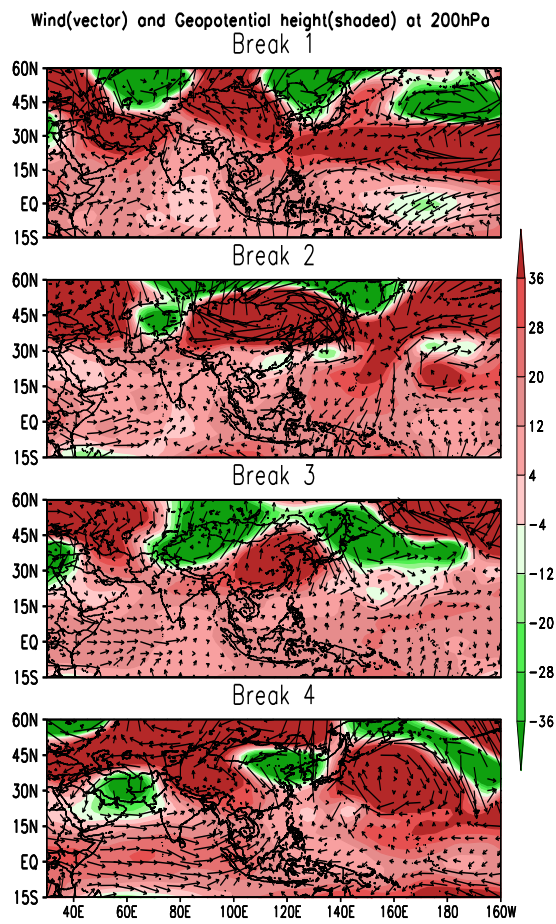 Wind(vector) and Geopotential height(shaded) at 200hPa
Break 1
60N
45N
30N
15N
EQ
15S
Break 2
60N
45N
30N
15N
EQ
15S
Break 3
60N
45N
30N
15N
EQ
15S
Break 4
60N
45N
30N
15N
EQ
15S
40E 60E 80E 100E 120E 140E 160E 180 160W
36
28
20
12
4
-4
-12
-20
-28
-36